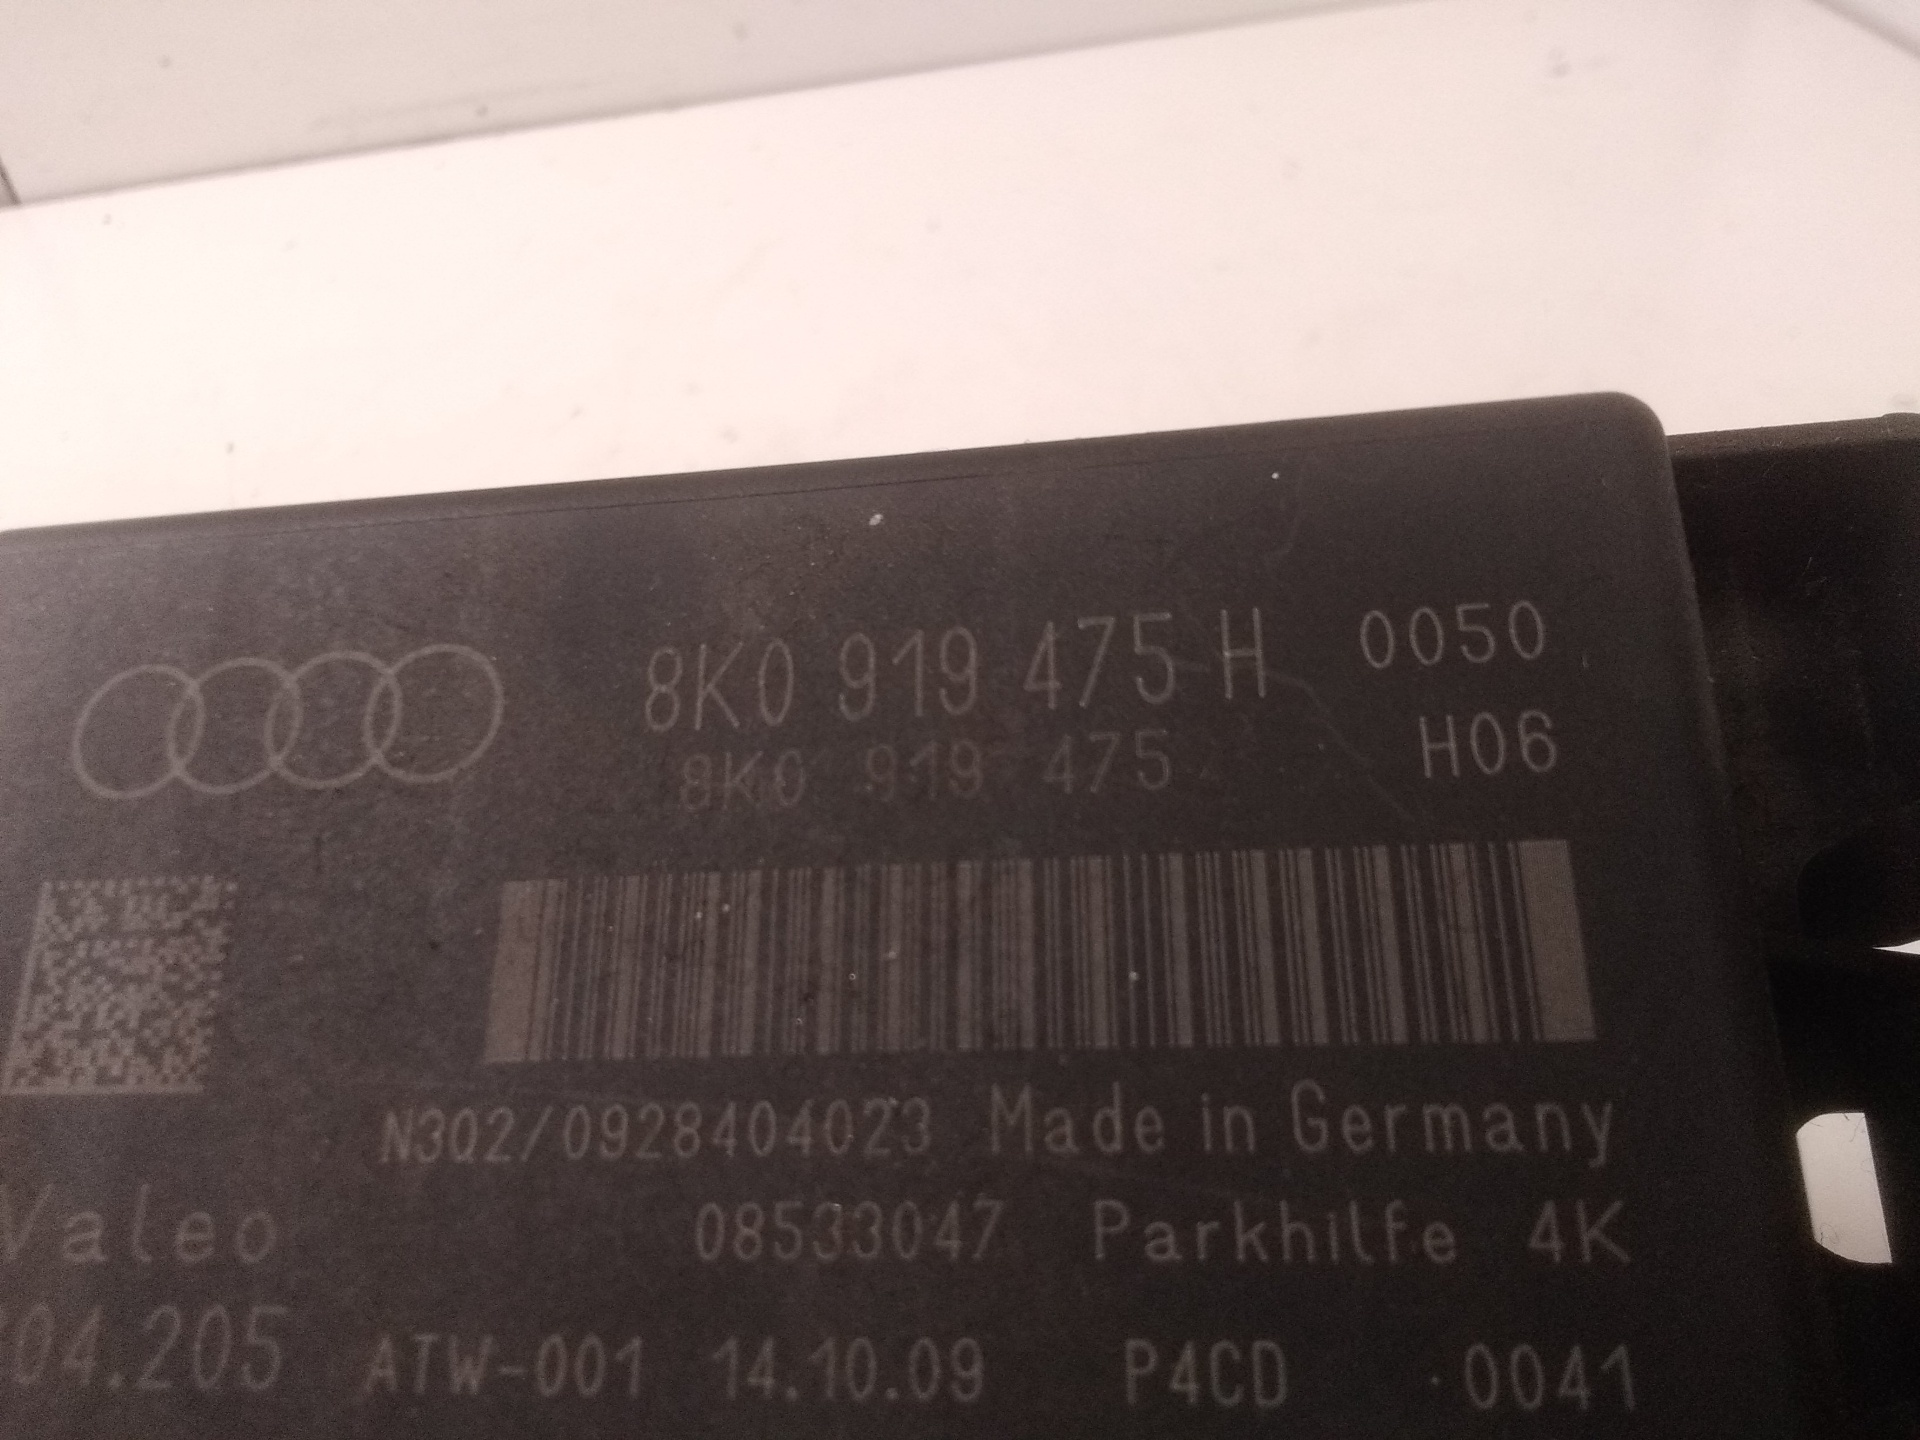 8K0 919 475 H 0050
8K0 919 475 H06
N3Q2/0928404023 Made in Germany
Valeo 08533047 Parkhilfe 4K
04.205 ATW-001 14.10.09 P4CD 0041